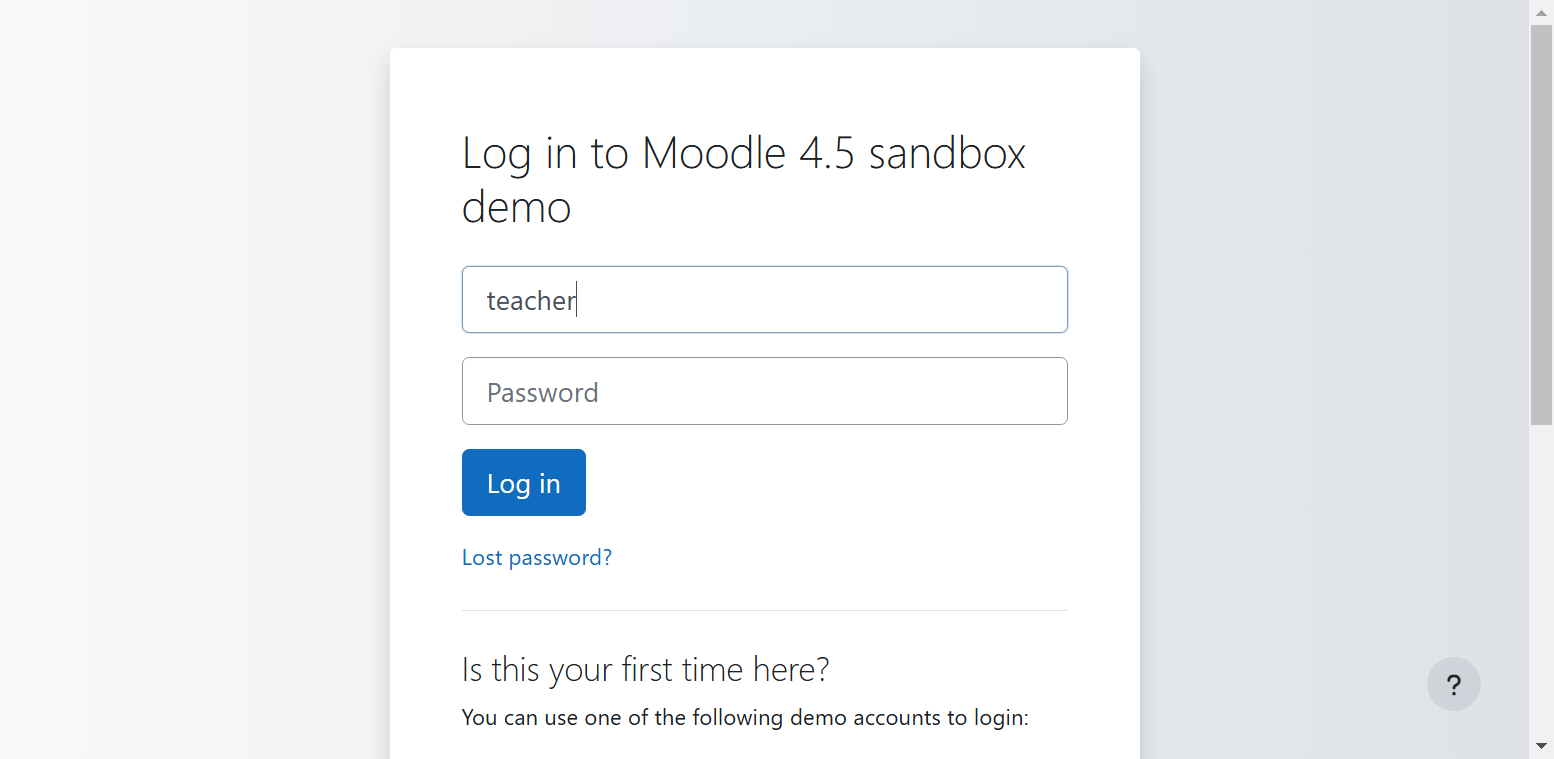 Log in to Moodle 4.5 sandbox
demo
teacher
Password
Log in
Lost password?
Is this your first time here?
You can use one of the following demo accounts to login:
?